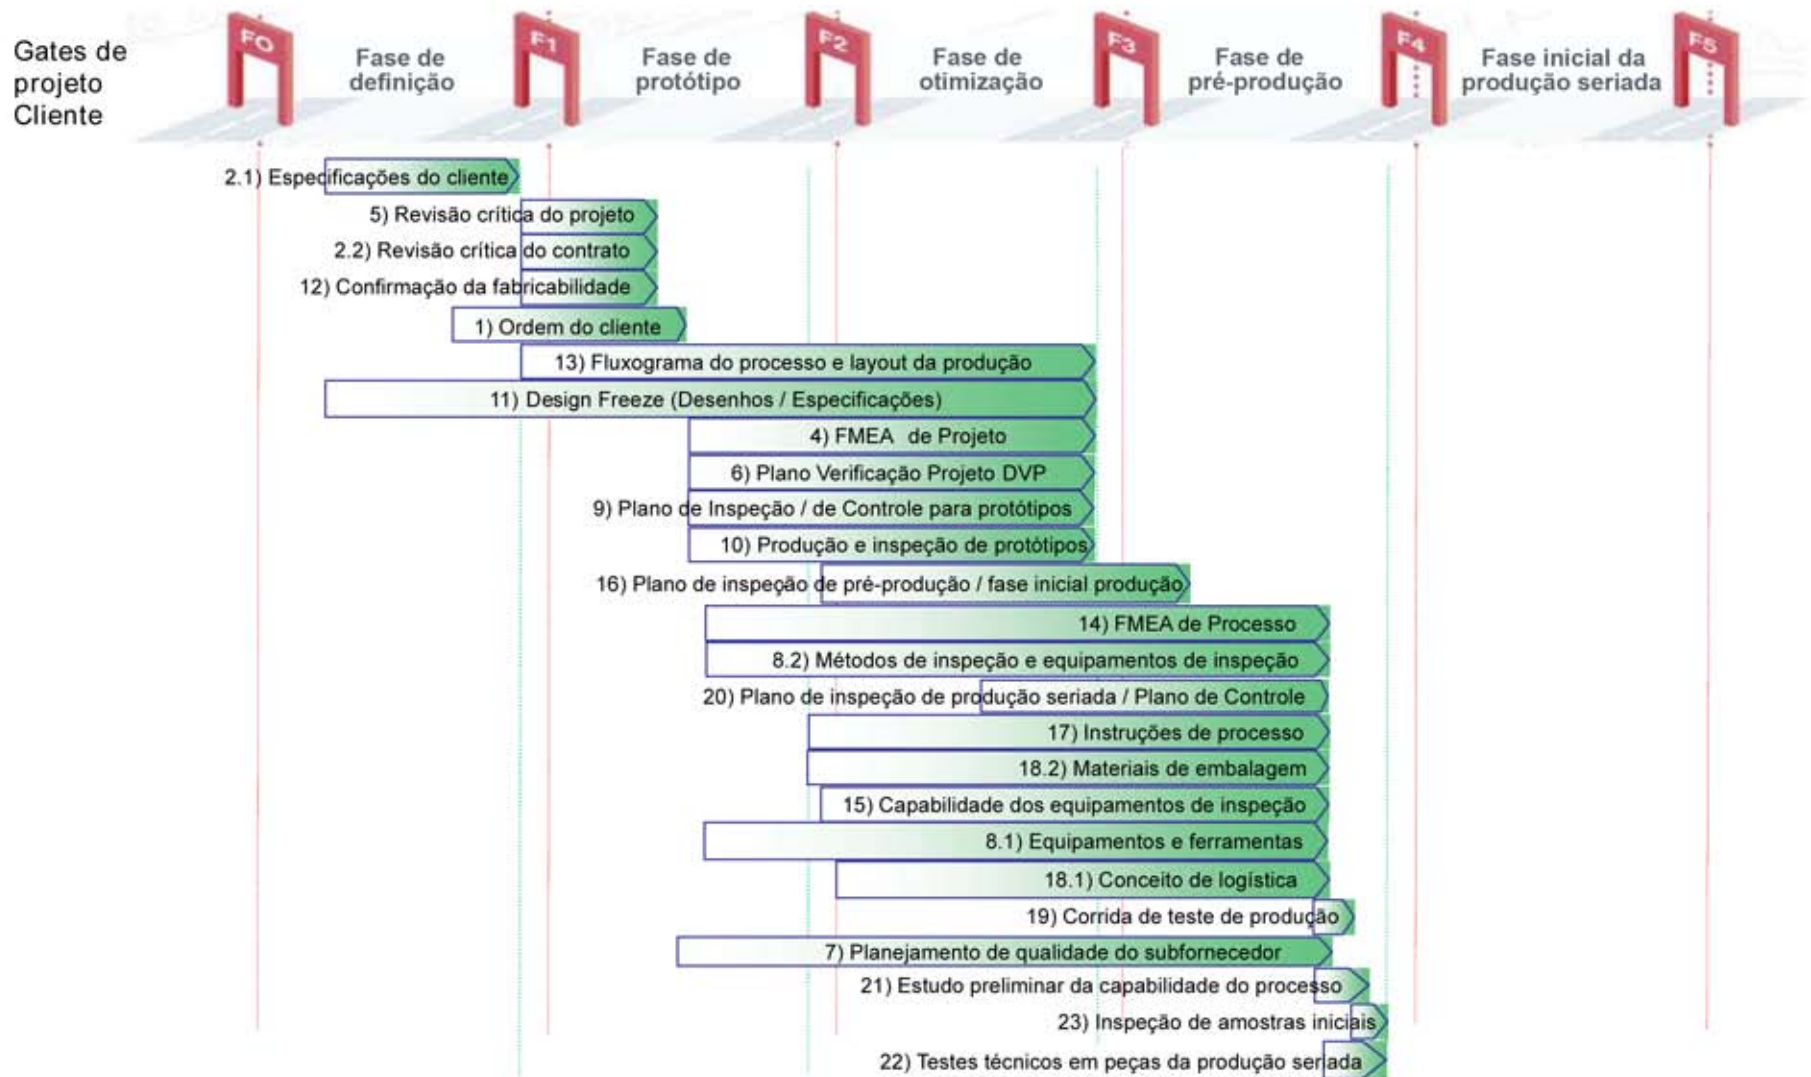 Gates de
projeto
Cliente
F0
Fase de
definição
F1
Fase de
protótipo
F2
Fase de
otimização
F3
Fase de
pré-produção
F4
Fase inicial da
produção seriada
F5
2.1) Especificações do cliente
5) Revisão crítica do projeto
2.2) Revisão crítica do contrato
12) Confirmação da fabricabilidade
1) Ordem do cliente
13) Fluxograma do processo e layout da produção
11) Design Freeze (Desenhos / Especificações)
4) FMEA de Projeto
6) Plano Verificação Projeto DVP
9) Plano de Inspeção / de Controle para protótipos
10) Produção e inspeção de protótipos
16) Plano de inspeção de pré-produção / fase inicial produção
14) FMEA de Processo
8.2) Métodos de inspeção e equipamentos de inspeção
20) Plano de inspeção de produção seriada / Plano de Controle
17) Instruções de processo
18.2) Materiais de embalagem
15) Capabilidade dos equipamentos de inspeção
8.1) Equipamentos e ferramentas
18.1) Conceito de logística
19) Corrida de teste de produção
7) Planejamento de qualidade do subfornecedor
21) Estudo preliminar da capabilidade do processo
23) Inspeção de amostras iniciais
22) Testes técnicos em peças da produção seriada